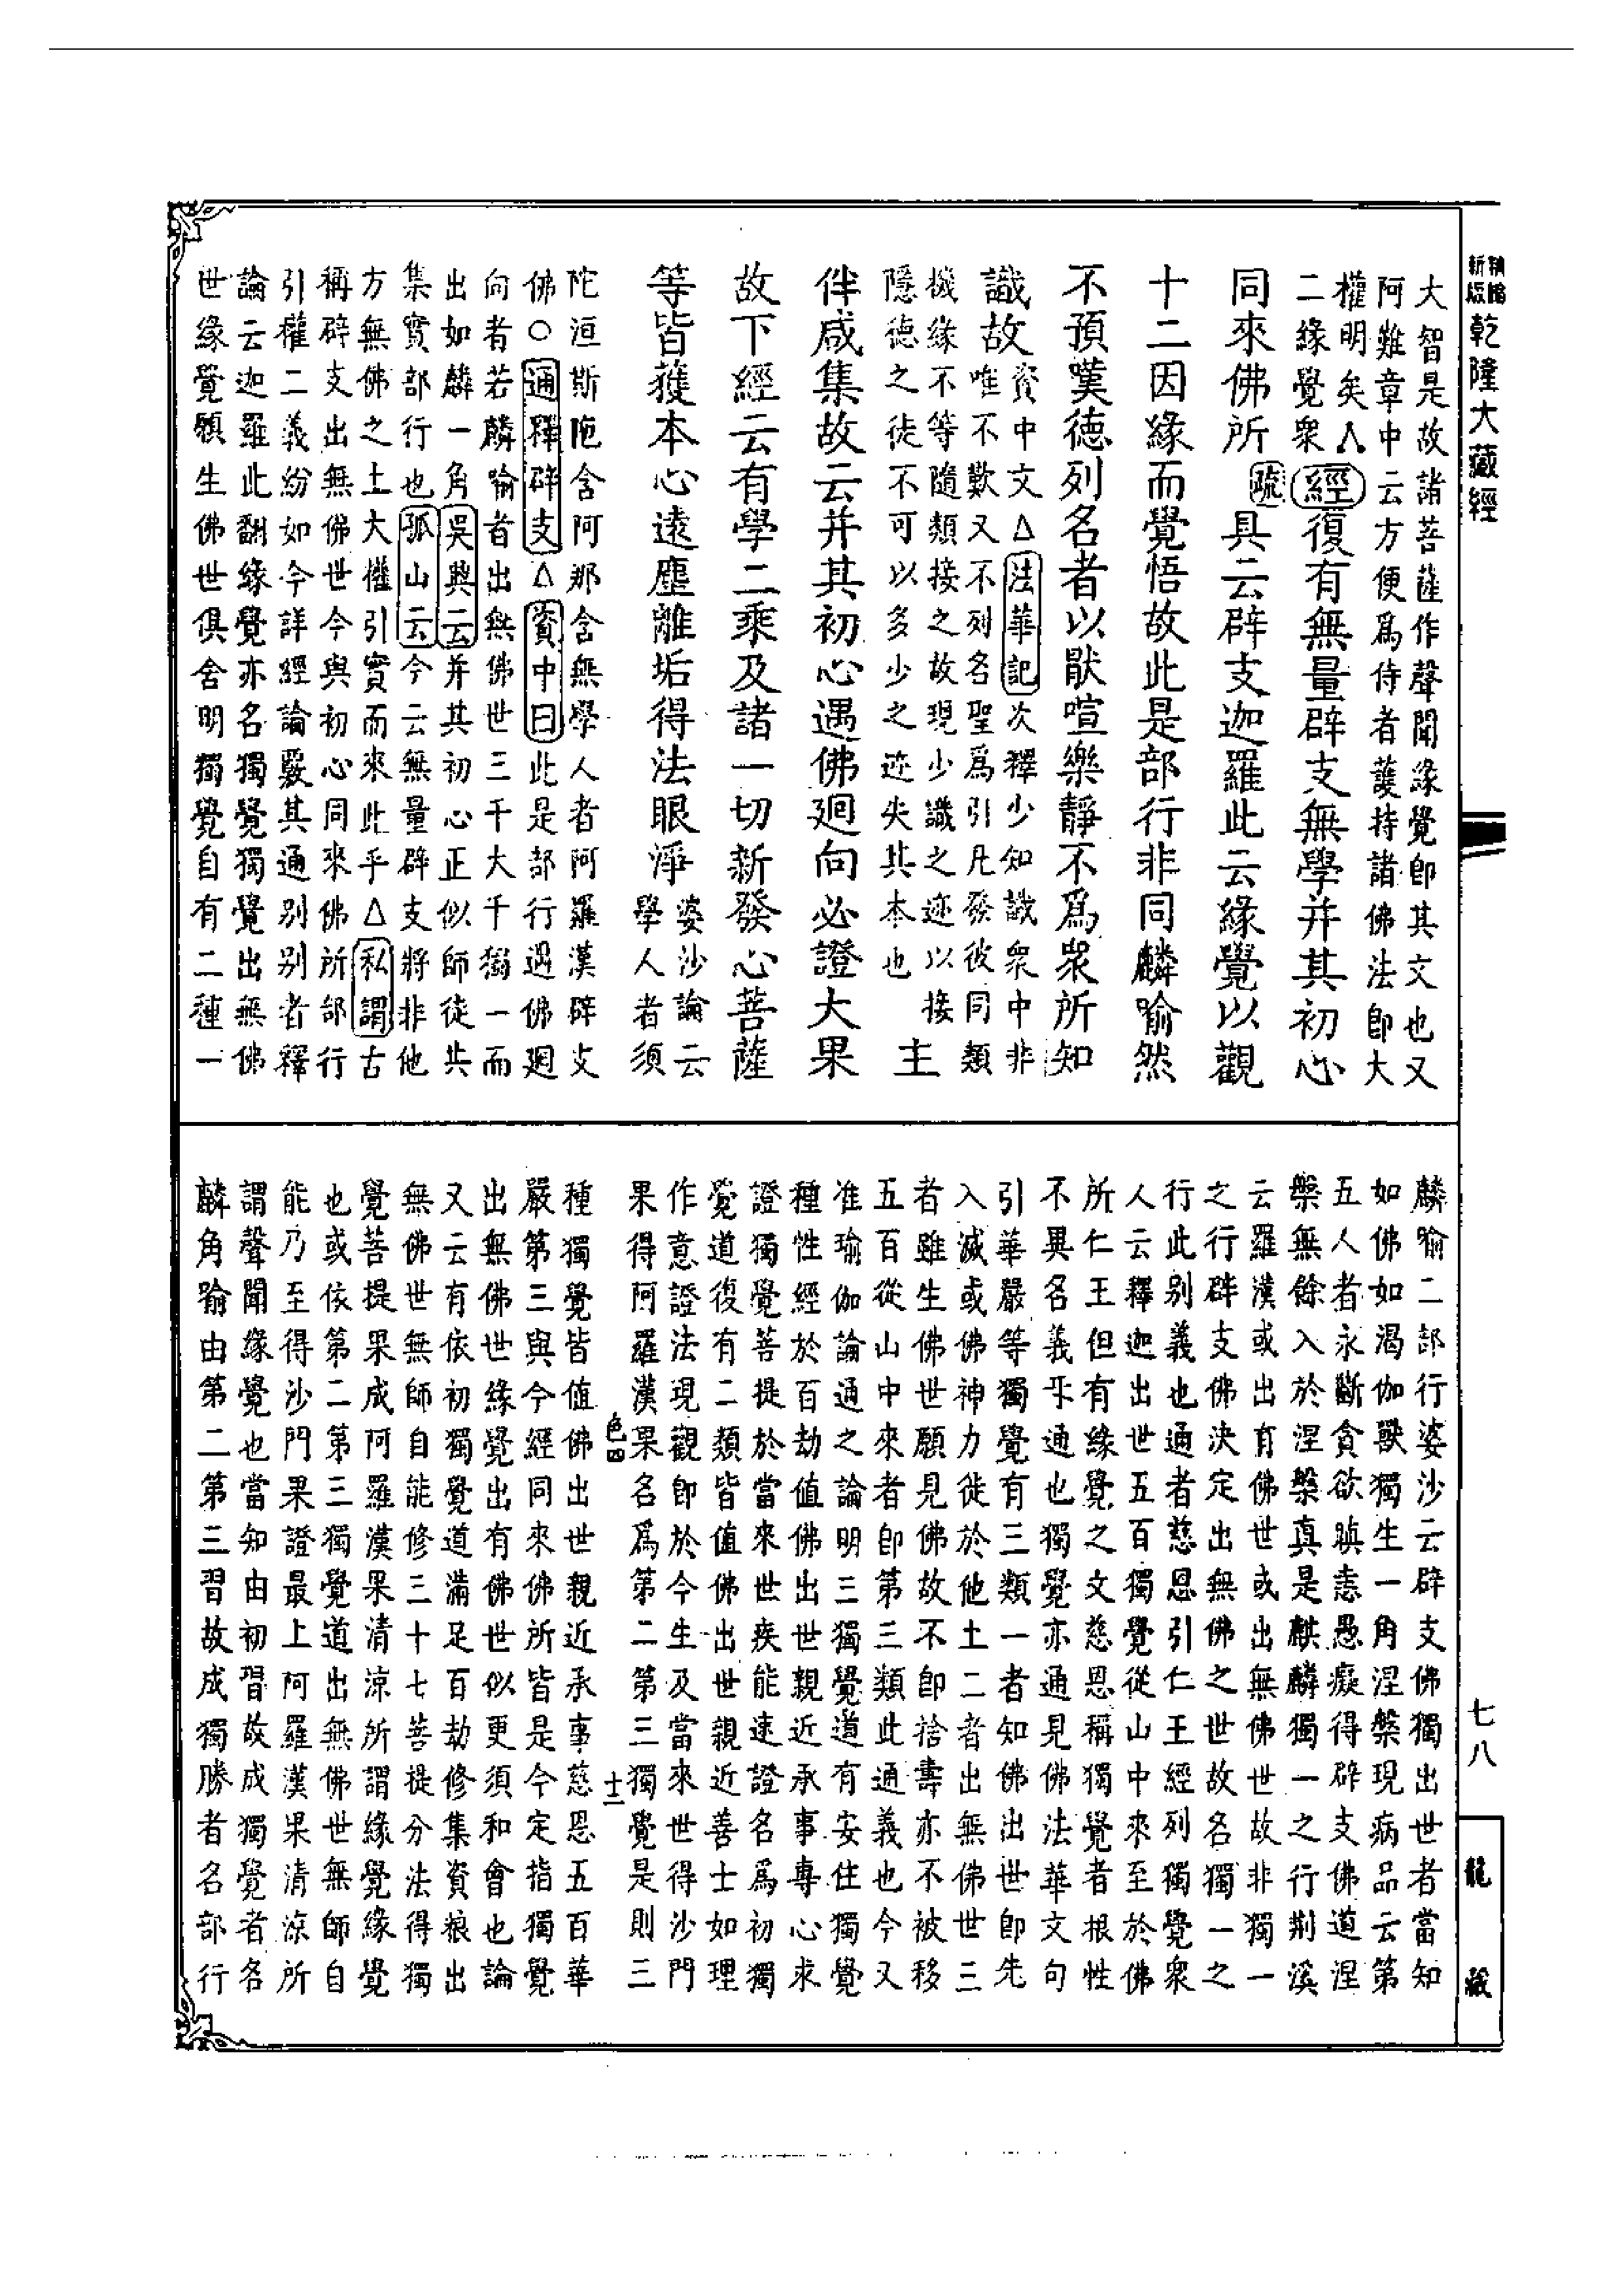 精縮
新版
乾隆大藏經
大智是故諸菩薩作聲聞緣覺即其文也又
阿難章中云方便為侍者護持諸佛法即大
權明矣∧
二緣覺眾
經復有無量辟支無學并其初心
同來佛所疏具云辟支迦羅此云緣覺以觀
十二因緣而覺悟故此是部行非同麟喻然
不預嘆德列名者以猒喧樂靜不為眾所知
識故資中文△法華記次釋少知識眾中非
唯不歎又不列名聖為引凡發彼同類
機緣不等隨類接之故現少識之迹以接
隱德之徒不可以多少之迹失其本也
主
伴咸集故云并其初心遇佛廻向必證大果
故下經云有學二乘及諸一切新發心菩薩
等皆獲本心遠塵離垢得法眼淨婆沙論云
學人者須
陀洹斯陁含阿那含無學人者阿羅漢辟支
佛○通釋辟支△資中曰此是部行遇佛廻
向者若麟喻者出無佛世三千大千獨一而
出如麟一角吳興云并其初心正似師徒共
集實部行也孤山云今云無量辟支將非他
方無佛之土大權引實而來此乎△私謂古
稱辟支出無佛世今與初心同來佛所部行
引權二義紛如今詳經論覈其通別別者釋
論云迦羅此翻緣覺亦名獨覺獨覺出無佛
世緣覺願生佛世俱舍明獨覺自有二種一
麟喻二部行婆沙云辟支佛獨出世者當知
如佛如渴伽獸獨生一角涅槃現病品云第
五人者永斷貪欲瞋恚愚癡得辟支佛道涅
槃無餘入於涅槃真是麒麟獨一之行荊溪
云羅漢或出有佛世或出無佛世故非獨一
之行辟支佛決定出無佛之世故名獨一之
行此別義也通者慈恩引仁王經列獨覺眾
人云釋迦出世五百獨覺從山中來至於佛
所仁王但有緣覺之文慈恩稱獨覺者根性
不異名義乎通也獨覺亦通見佛法華文句
引華嚴等獨覺有三類一者知佛出世即先
入滅或佛神力徙於他土二者出無佛世三
者雖生佛世願見佛故不即捨壽亦不被移
五百從山中來者即第三類此通義也今又
准瑜伽論通之論明三獨覺道有安住獨覺
種性經於百劫值佛出世親近承事專心求
證獨覺菩提於當來世疾能速證名為初獨
覺道復有二類皆值佛出世親近善士如理
作意證法現觀即於今生及當來世得沙門
果得阿羅漢果名為第二第三獨覺是則三
色四
十二
種獨覺皆值佛出世親近承事慈恩五百華
嚴第三與今經同來佛所皆是今定指獨覺
出無佛世緣覺出有佛世似更須和會也論
又云有依初獨覺道滿足百劫修集資粮出
無佛世無師自能修三十七菩提分法得獨
覺菩提果成阿羅漢果清涼所謂緣覺緣覺
也或依第二第三獨覺道出無佛世無師自
能乃至得沙門果證最上阿羅漢果清涼所
謂聲聞緣覺也當知由初習故成獨覺者名
麟角喻由第二第三習故成獨勝者名部行
七八
龍藏